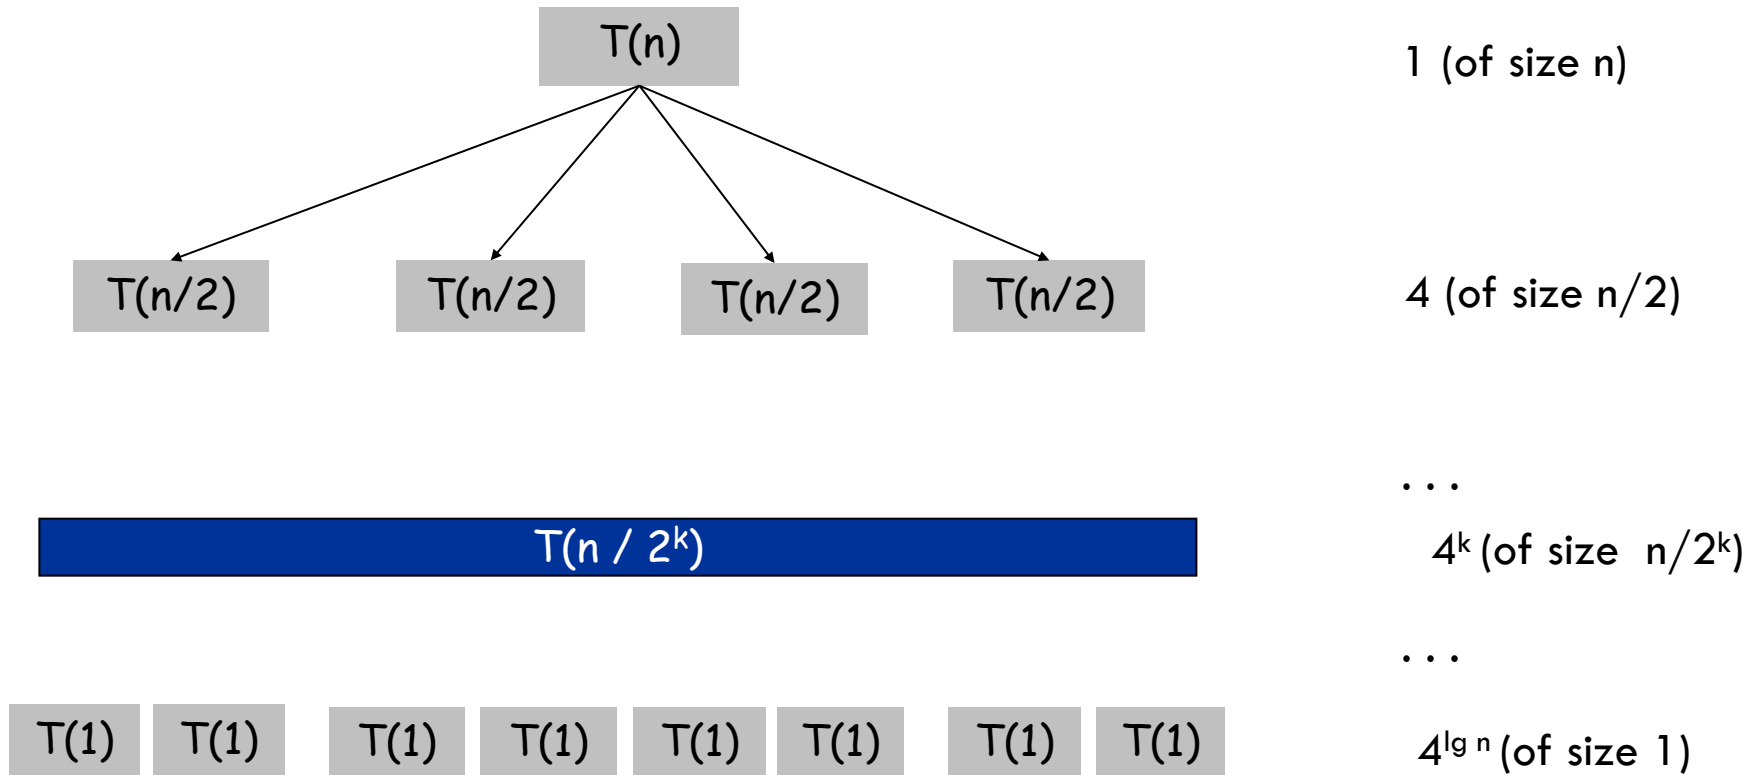 T(n) 1 (of size n)
T(n/2) T(n/2) T(n/2) T(n/2) 4 (of size n/2)
...
T(n / 2ᵏ) 4ᵏ (of size n/2ᵏ)
...
T(1) T(1) T(1) T(1) T(1) T(1) T(1) T(1) 4ˡᵍ ⁿ (of size 1)